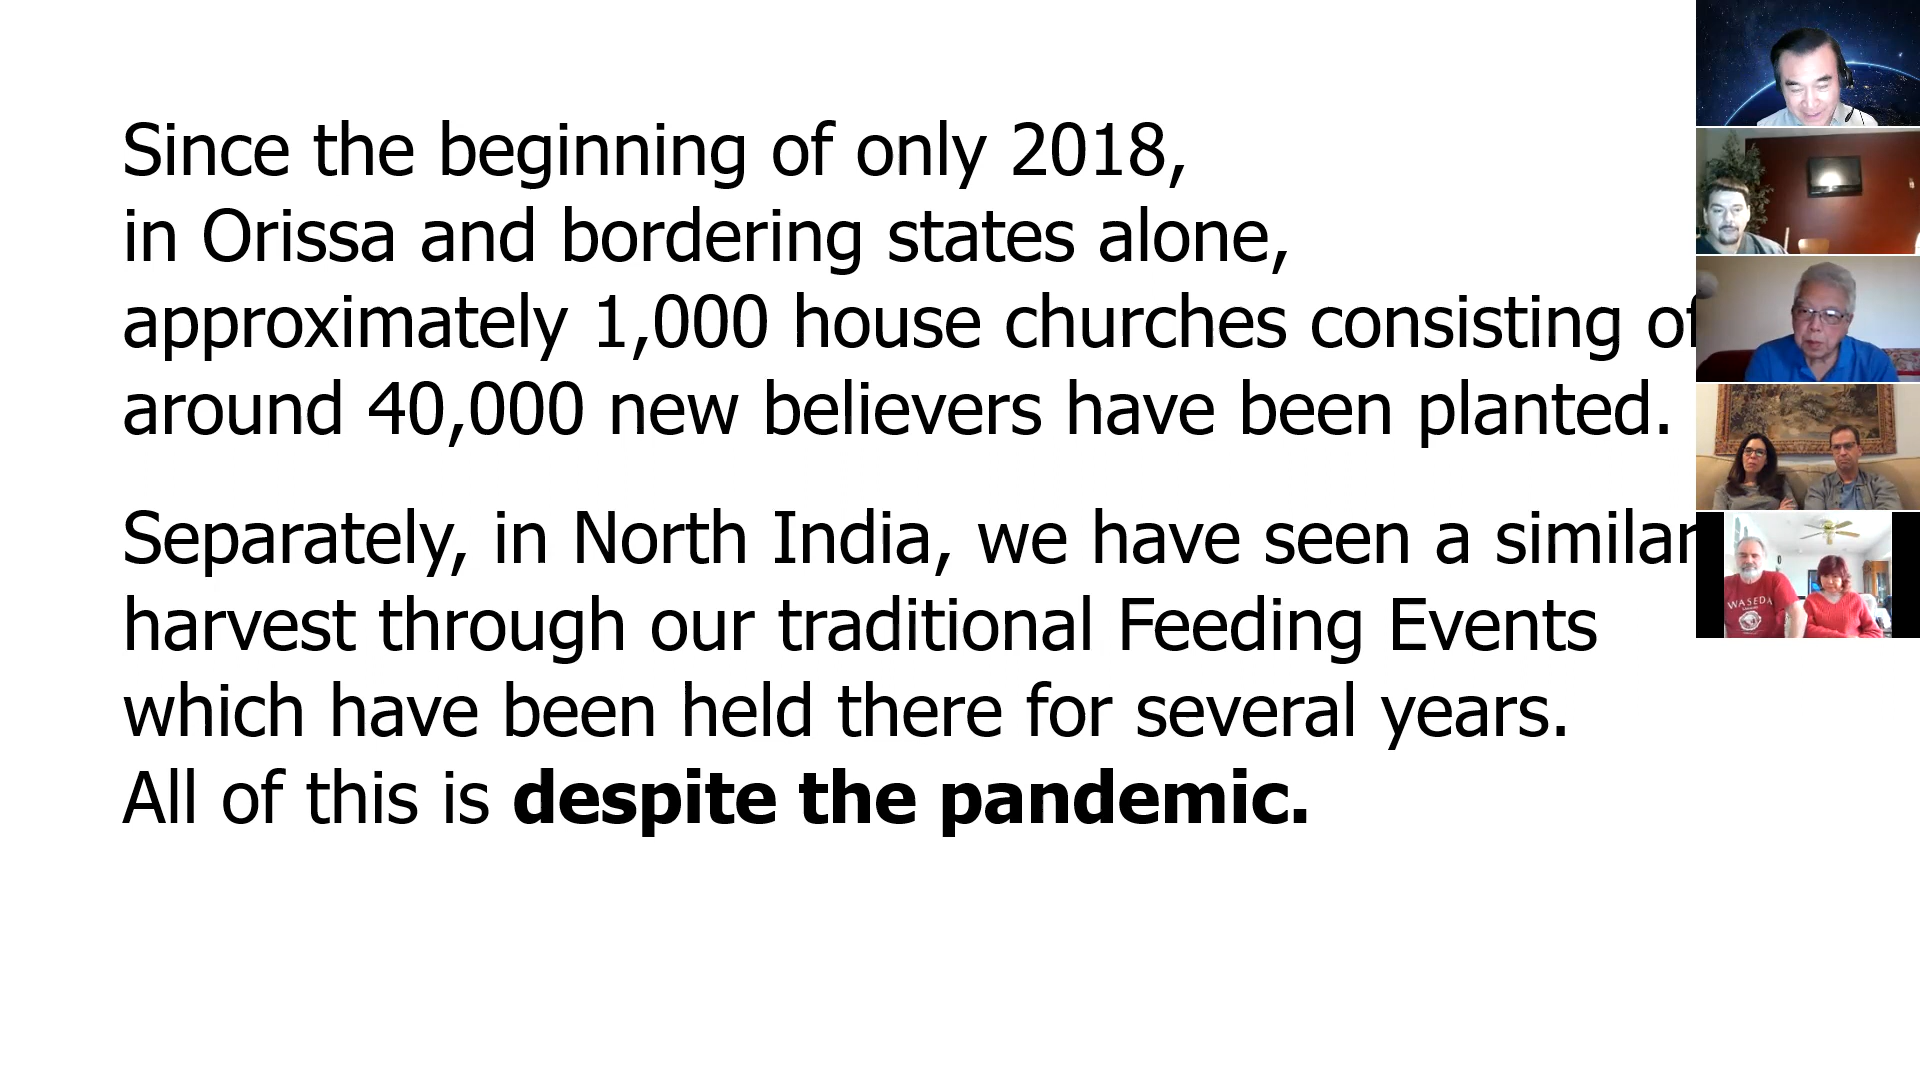 Since the beginning of only 2018,
in Orissa and bordering states alone,
approximately 1,000 house churches consisting of
around 40,000 new believers have been planted.
Separately, in North India, we have seen a similar
harvest through our traditional Feeding Events
which have been held there for several years.
All of this is despite the pandemic.
WASEDA